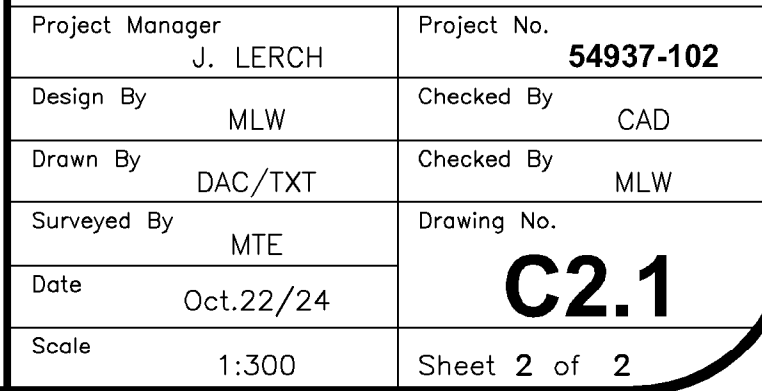 Project Manager
J. LERCH
Project No.
54937-102
Design By
MLW
Checked By
CAD
Drawn By
DAC/TXT
Checked By
MLW
Surveyed By
MTE
Drawing No.
C2.1
Date
Oct.22/24
Scale
1:300
Sheet 2 of 2